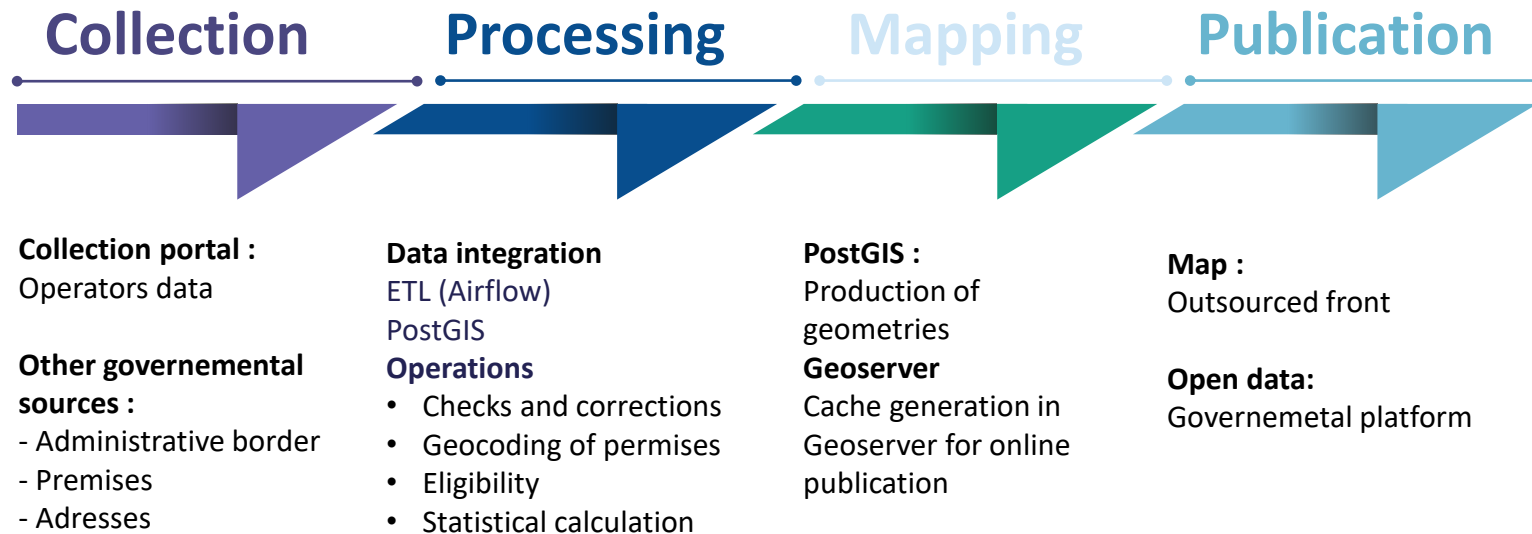 Collection
Processing
Mapping
Publication
Collection portal :
Operators data
Other governemental
sources :
- Administrative border
- Premises
- Adresses
Data integration
ETL (Airflow)
PostGIS
Operations
• Checks and corrections
• Geocoding of permises
• Eligibility
• Statistical calculation
PostGIS :
Production of
geometries
Geoserver
Cache generation in
Geoserver for online
publication
Map :
Outsourced front
Open data:
Governemetal platform